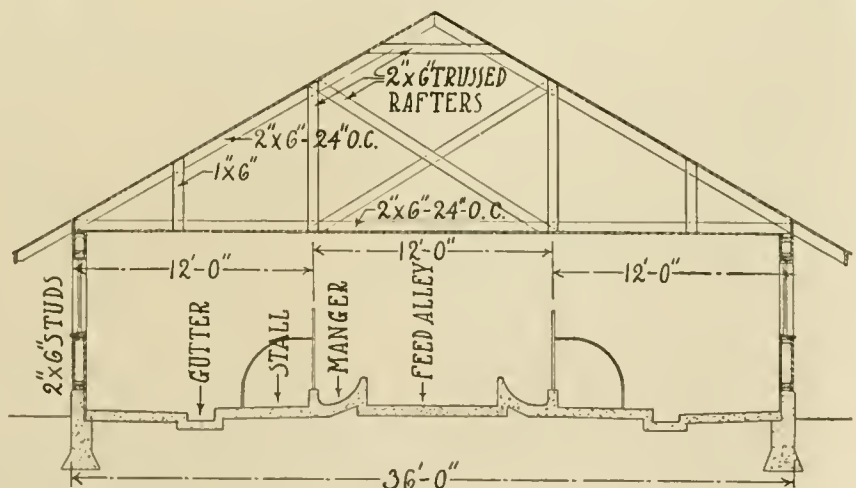 2"x6" TRUSSED
RAFTERS
2"x6"-24" O.C.
1"x6"
2"x6"-24"-O.C.
12'-0"
12'-0"
12'-0"
2"x6" STUDS
GUTTER
STALL
MANGER
FEED ALLEY
36'-0"